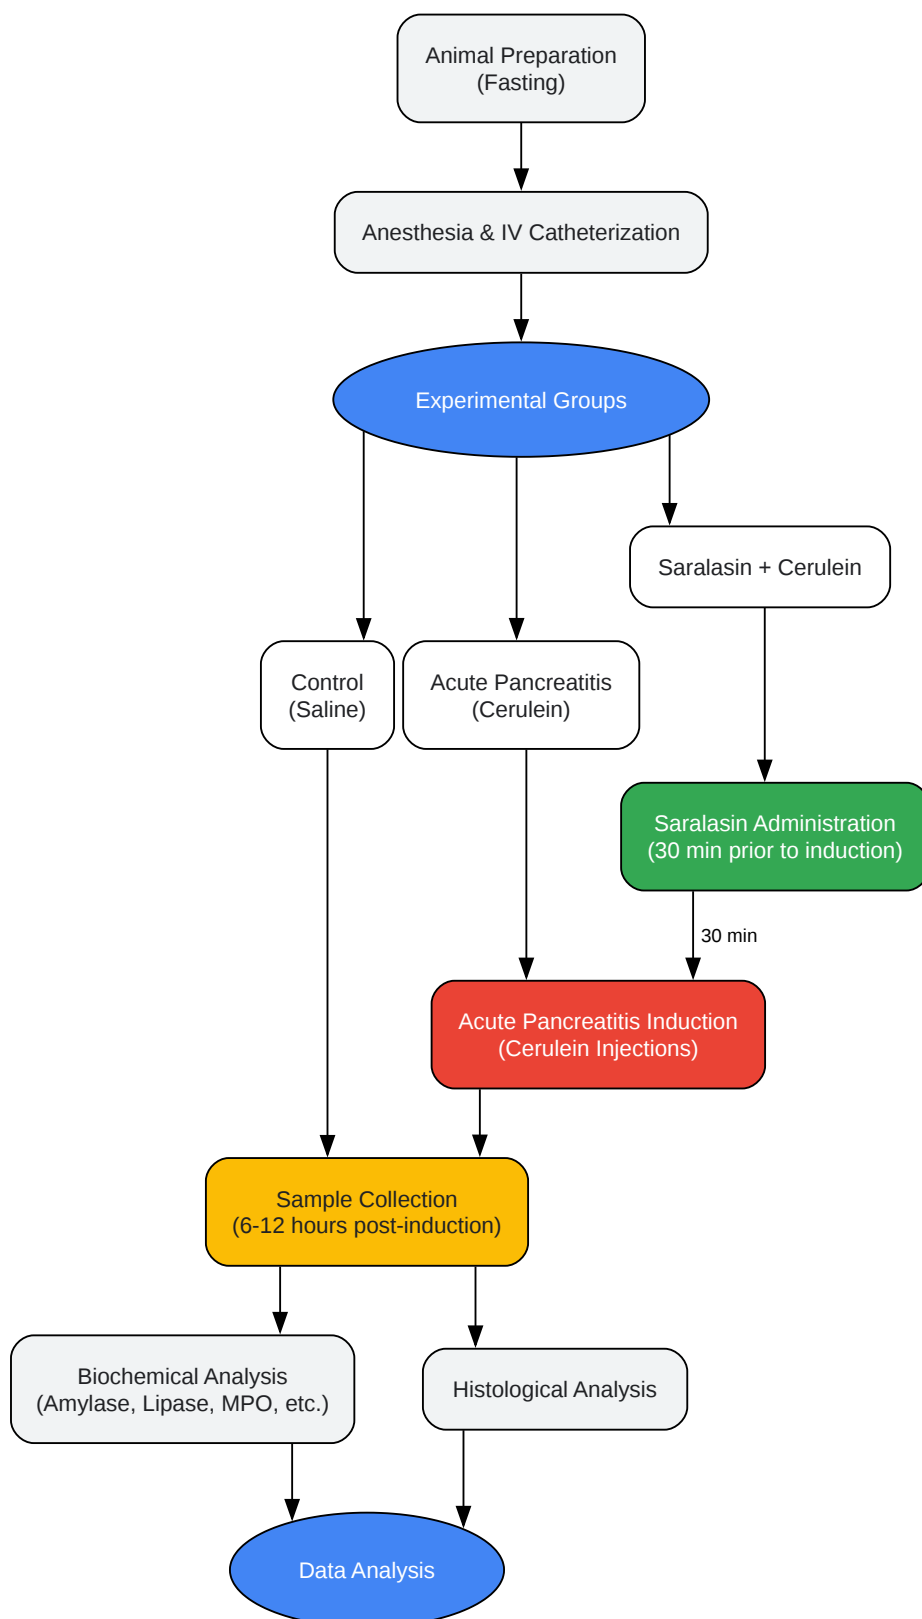 Animal Preparation
(Fasting)
Anesthesia & IV Catheterization
Experimental Groups
Saralasin + Cerulein
Control
(Saline)
Acute Pancreatitis
(Cerulein)
Saralasin Administration
(30 min prior to induction)
30 min
Acute Pancreatitis Induction
(Cerulein Injections)
Sample Collection
(6-12 hours post-induction)
Biochemical Analysis
(Amylase, Lipase, MPO, etc.)
Histological Analysis
Data Analysis